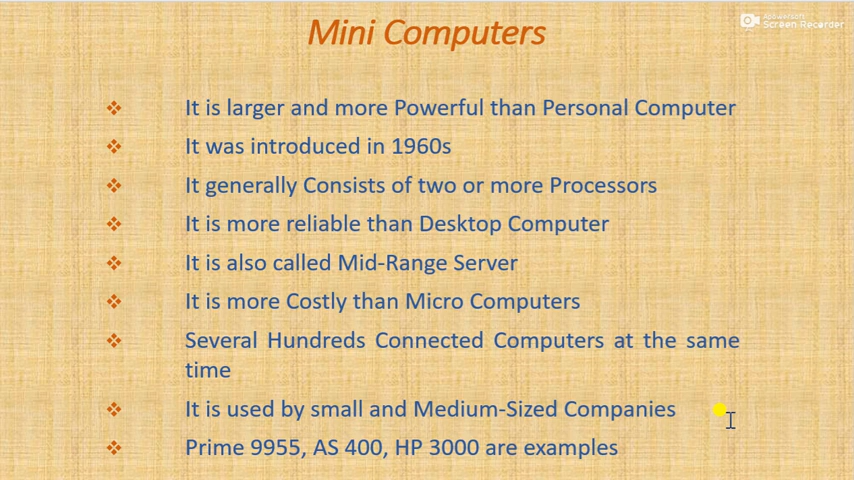 Mini Computers
Apowersoft
Screen Recorder
It is larger and more Powerful than Personal Computer
It was introduced in 1960s
It generally Consists of two or more Processors
It is more reliable than Desktop Computer
It is also called Mid-Range Server
It is more Costly than Micro Computers
Several Hundreds Connected Computers at the same
time
It is used by small and Medium-Sized Companies
Prime 9955, AS 400, HP 3000 are examples